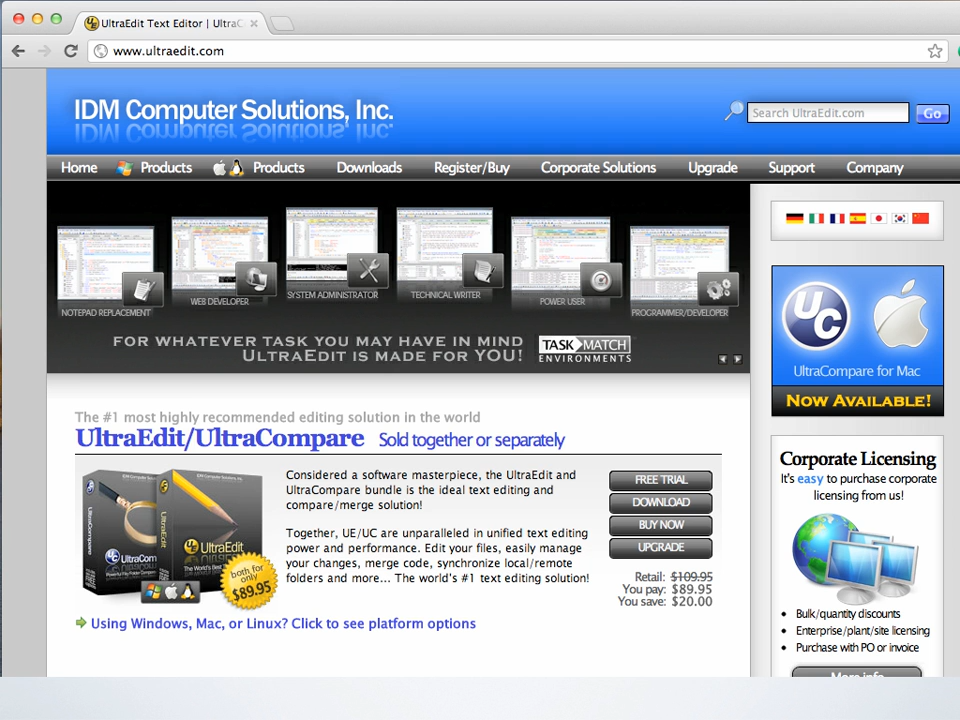 UltraEdit Text Editor | UltraC
www.ultraedit.com
IDM Computer Solutions, Inc.
Search UltraEdit.com Go
Home Products Products Downloads Register/Buy Corporate Solutions Upgrade Support Company
NOTEPAD REPLACEMENT
WEB DEVELOPER
SYSTEM ADMINISTRATOR
TECHNICAL WRITER
POWER USER
PROGRAMMER/DEVELOPER
FOR WHATEVER TASK YOU MAY HAVE IN MIND
ULTRAEDIT IS MADE FOR YOU!
TASK MATCH
ENVIRONMENTS
UC
UltraCompare for Mac
NOW AVAILABLE!
The #1 most highly recommended editing solution in the world
UltraEdit/UltraCompare Sold together or separately
UltraCompare
UltraCom
UltraEdit
UltraEdit
both for
only
$89.95
Considered a software masterpiece, the UltraEdit and
UltraCompare bundle is the ideal text editing and
compare/merge solution!
Together, UE/UC are unparalleled in unified text editing
power and performance. Edit your files, easily manage
your changes, merge code, synchronize local/remote
folders and more... The world's #1 text editing solution!
FREE TRIAL
DOWNLOAD
BUY NOW
UPGRADE
Retail: $109.95
You pay: $89.95
You save: $20.00
Using Windows, Mac, or Linux? Click to see platform options
Corporate Licensing
It's easy to purchase corporate
licensing from us!
• Bulk/quantity discounts
• Enterprise/plant/site licensing
• Purchase with PO or invoice
More info